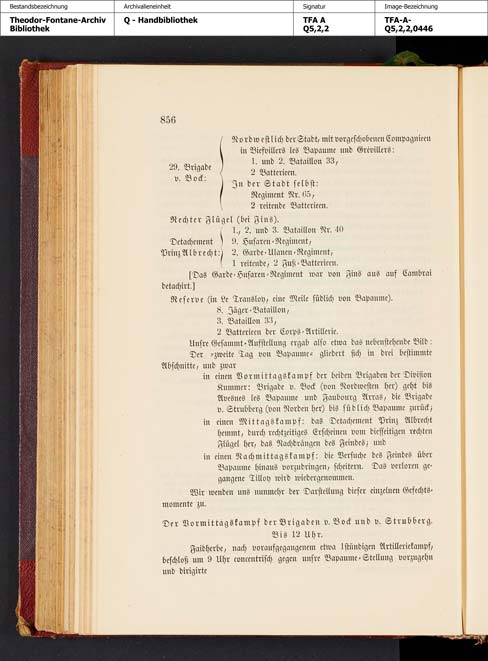 Bestandsbezeichnung
Archivalieneinheit
Signatur
Image-Bezeichnung
Theodor-Fontane-Archiv
Bibliothek
Q - Handbibliothek
TFA A
Q5,2,2
TFA-A-
Q5,2,2,0446
856
Nordwestlich der Stadt, mit vorgeschobenen Compagnieen
in Biefvillers les Bapaume und Grévillers:
1. und 2. Bataillon 33,
2 Batterieen.
29. Brigade
v. Bock:
In der Stadt selbst:
Regiment Nr. 65,
2 reitende Batterieen.
Rechter Flügel (bei Fins).
Detachement
Prinz Albrecht:
1., 2. und 3. Bataillon Nr. 40
9. Husaren-Regiment,
2. Garde-Ulanen-Regiment,
1 reitende, 2 Fuß-Batterieen.
[Das Garde-Husaren-Regiment war von Fins aus auf Cambrai
detachirt.]
Reserve (in Le Transloy, eine Meile südlich von Bapaume).
8. Jäger-Bataillon,
3. Bataillon 33,
2 Batterieen der Corps-Artillerie.
Unsre Gesammt-Aufstellung ergab also etwa das nebenstehende Bild:
Der »zweite Tag von Bapaume« gliedert sich in drei bestimmte
Abschnitte, und zwar
in einen Vormittagskampf der beiden Brigaden der Division
Kummer: Brigade v. Bock (von Nordwesten her) geht bis
Avesnes les Bapaume und Faubourg Arras, die Brigade
v. Strubberg (von Norden her) bis südlich Bapaume zurück;
in einen Mittagskampf: das Detachement Prinz Albrecht
hemmt, durch rechtzeitiges Erscheinen vom diesseitigen rechten
Flügel her, das Nachdrängen des Feindes; und
in einen Nachmittagskampf: die Versuche des Feindes über
Bapaume hinaus vorzudringen, scheitern. Das verloren ge-
gangene Tilloy wird wiedergenommen.
Wir wenden uns nunmehr der Darstellung dieser einzelnen Gefechts-
momente zu.
Der Vormittagskampf der Brigaden v. Bock und v. Strubberg.
Bis 12 Uhr.
Faidherbe, nach voraufgegangenem etwa 1stündigen Artilleriekampf,
beschloß um 9 Uhr concentrisch gegen unsre Bapaume-Stellung vorzugehn
und dirigirte